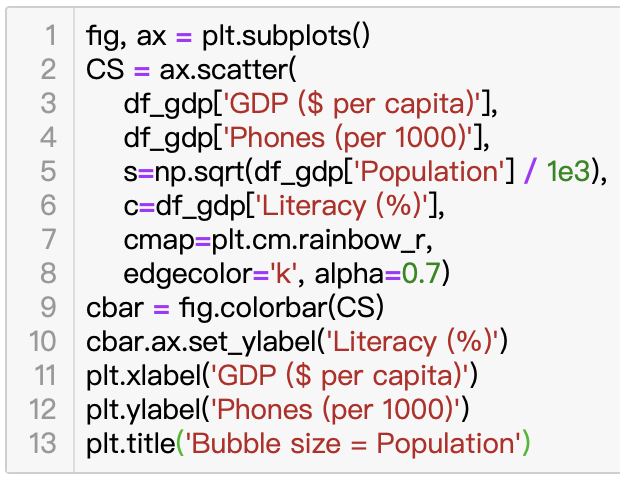 1 fig, ax = plt.subplots()
2 CS = ax.scatter(
3 df_gdp['GDP ($ per capita)'],
4 df_gdp['Phones (per 1000)'],
5 s=np.sqrt(df_gdp['Population'] / 1e3),
6 c=df_gdp['Literacy (%)'],
7 cmap=plt.cm.rainbow_r,
8 edgecolor='k', alpha=0.7)
9 cbar = fig.colorbar(CS)
10 cbar.ax.set_ylabel('Literacy (%)')
11 plt.xlabel('GDP ($ per capita)')
12 plt.ylabel('Phones (per 1000)')
13 plt.title('Bubble size = Population')